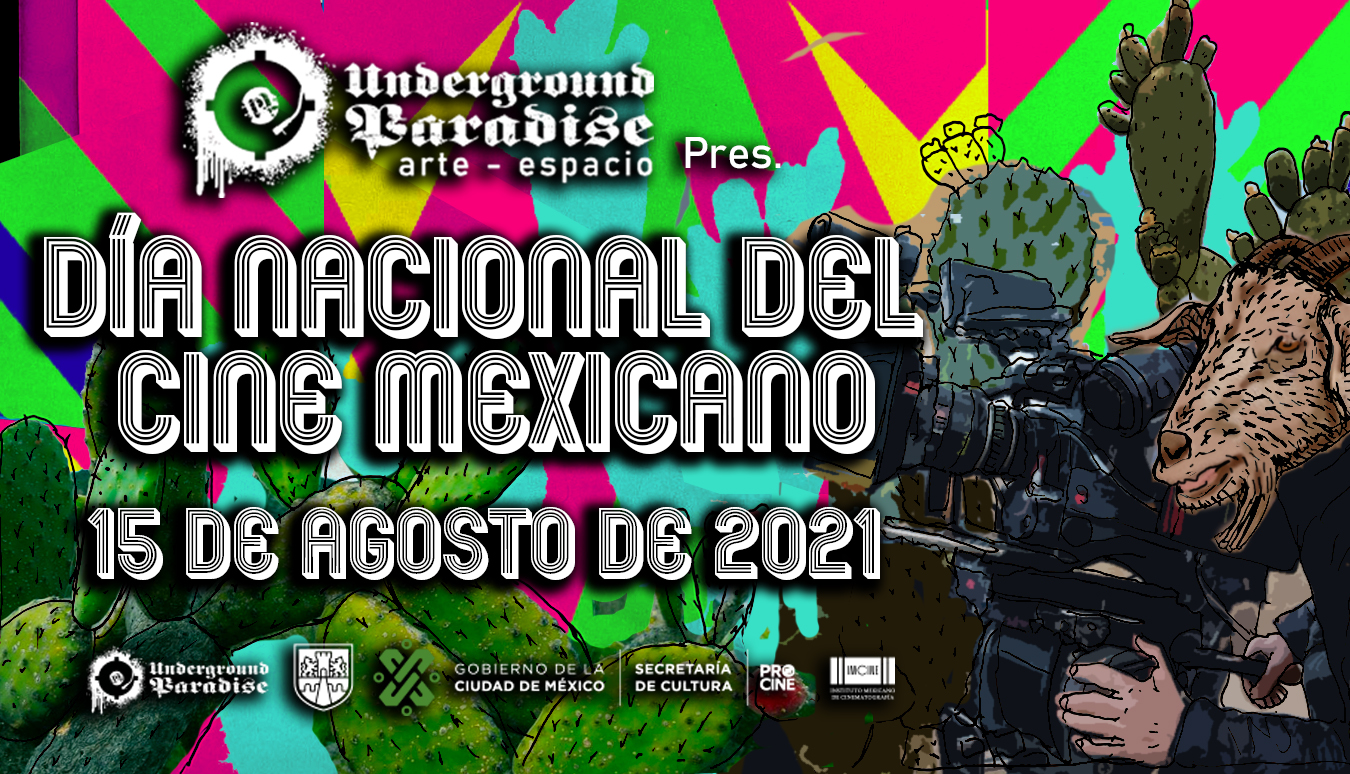 Underground
Paradise
arte - espacio
Pres.
DÍA NACIONAL DEL
CINE MEXICANO
15 DE AGOSTO DE 2021
Underground
Paradise
GOBIERNO DE LA
CIUDAD DE MÉXICO
SECRETARÍA
DE CULTURA
PRO
CINE
IMCINE
INSTITUTO MEXICANO
DE CINEMATOGRAFÍA